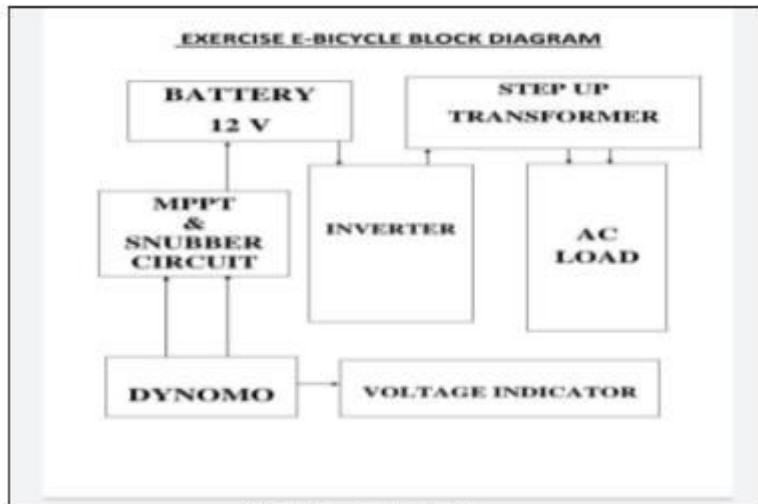 EXERCISE E-BICYCLE BLOCK DIAGRAM
BATTERY
12 V
STEP UP
TRANSFORMER
MPPT
&
SNUBBER
CIRCUIT
INVERTER
AC
LOAD
DYNOMO
VOLTAGE INDICATOR